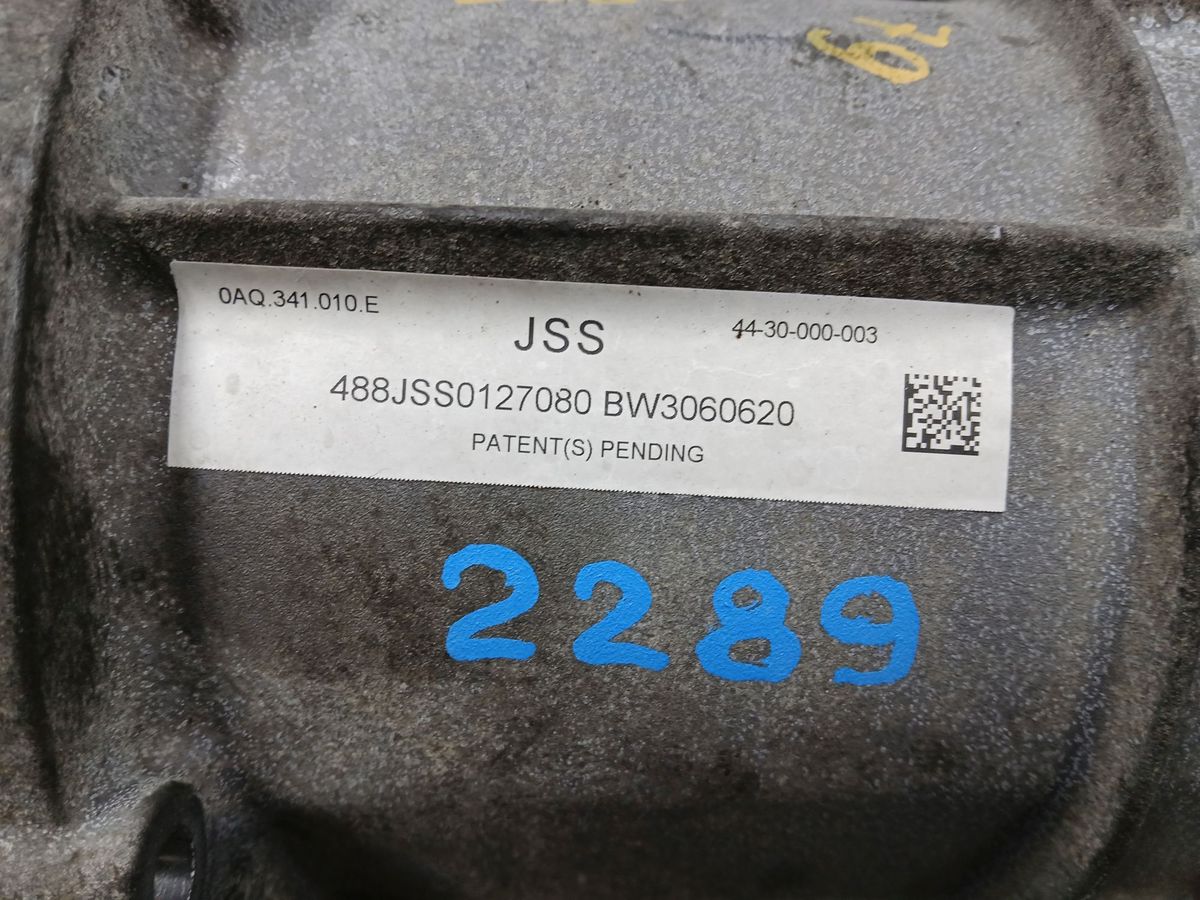 0AQ.341.010.E
JSS
44-30-000-003
488JSS0127080 BW3060620
PATENT(S) PENDING
2289